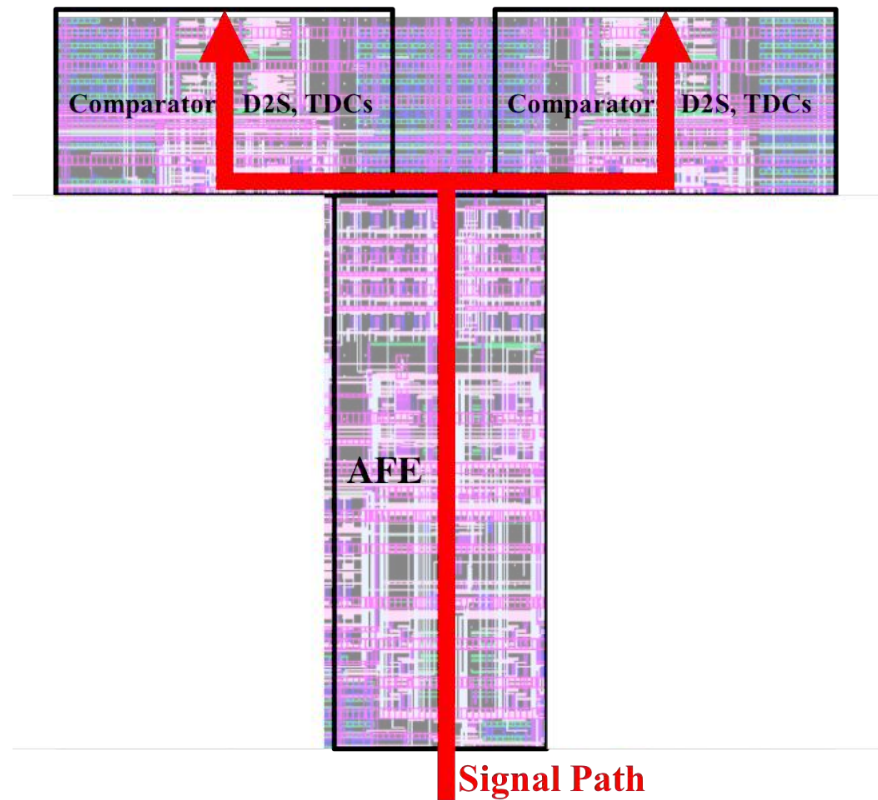 Comparator D2S, TDCs
Comparator D2S, TDCs
AFE
Signal Path